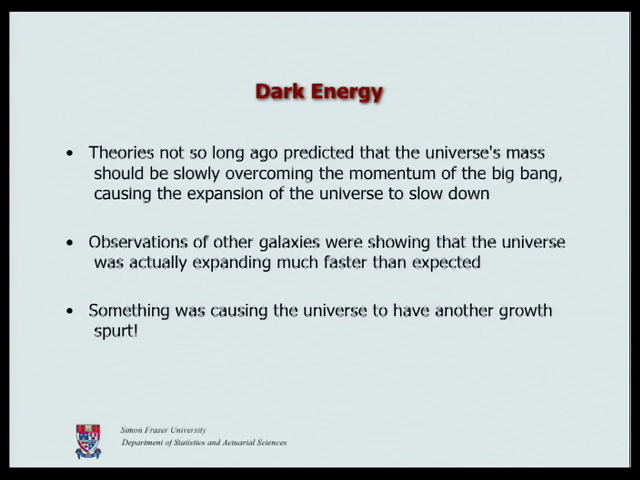 Dark Energy
• Theories not so long ago predicted that the universe's mass
should be slowly overcoming the momentum of the big bang,
causing the expansion of the universe to slow down
• Observations of other galaxies were showing that the universe
was actually expanding much faster than expected
• Something was causing the universe to have another growth
spurt!
Simon Fraser University
Department of Statistics and Actuarial Sciences